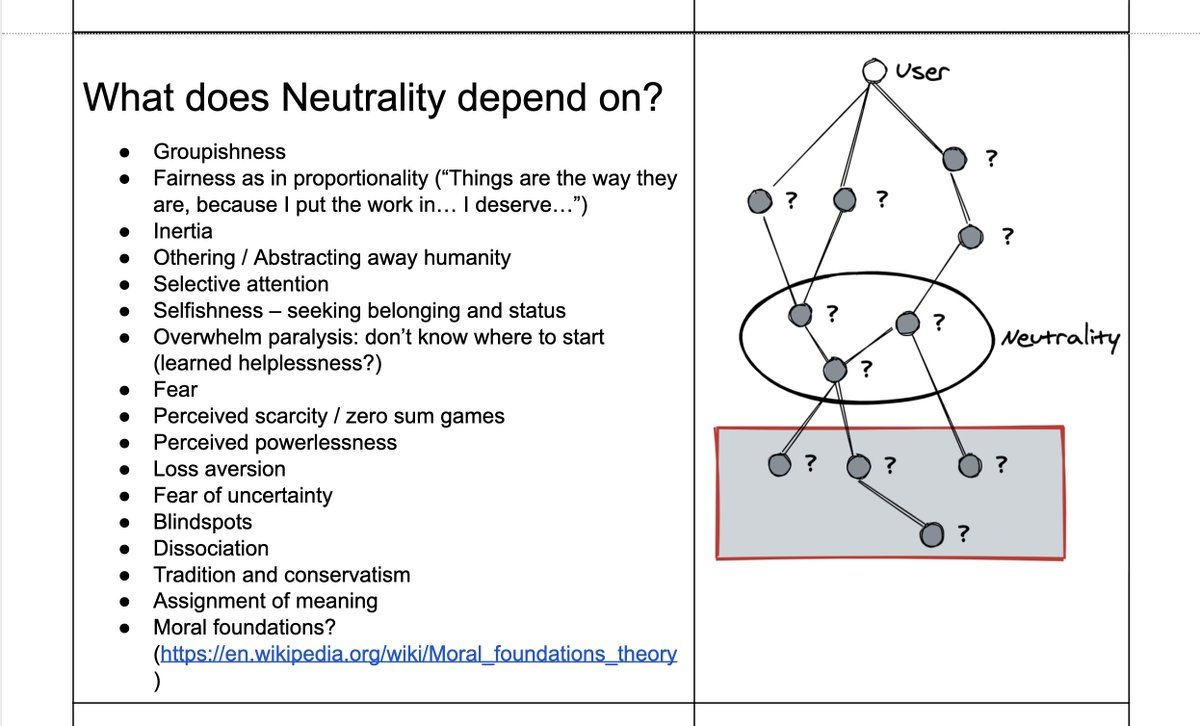 What does Neutrality depend on?
● Groupishness
● Fairness as in proportionality (“Things are the way they
are, because I put the work in… I deserve…”)
● Inertia
● Othering / Abstracting away humanity
● Selective attention
● Selfishness – seeking belonging and status
● Overwhelm paralysis: don’t know where to start
(learned helplessness?)
● Fear
● Perceived scarcity / zero sum games
● Perceived powerlessness
● Loss aversion
● Fear of uncertainty
● Blindspots
● Dissociation
● Tradition and conservatism
● Assignment of meaning
● Moral foundations?
(https://en.wikipedia.org/wiki/Moral_foundations_theory
)
User
?
? ?
?
? ?
Neutrality
?
? ? ?
?